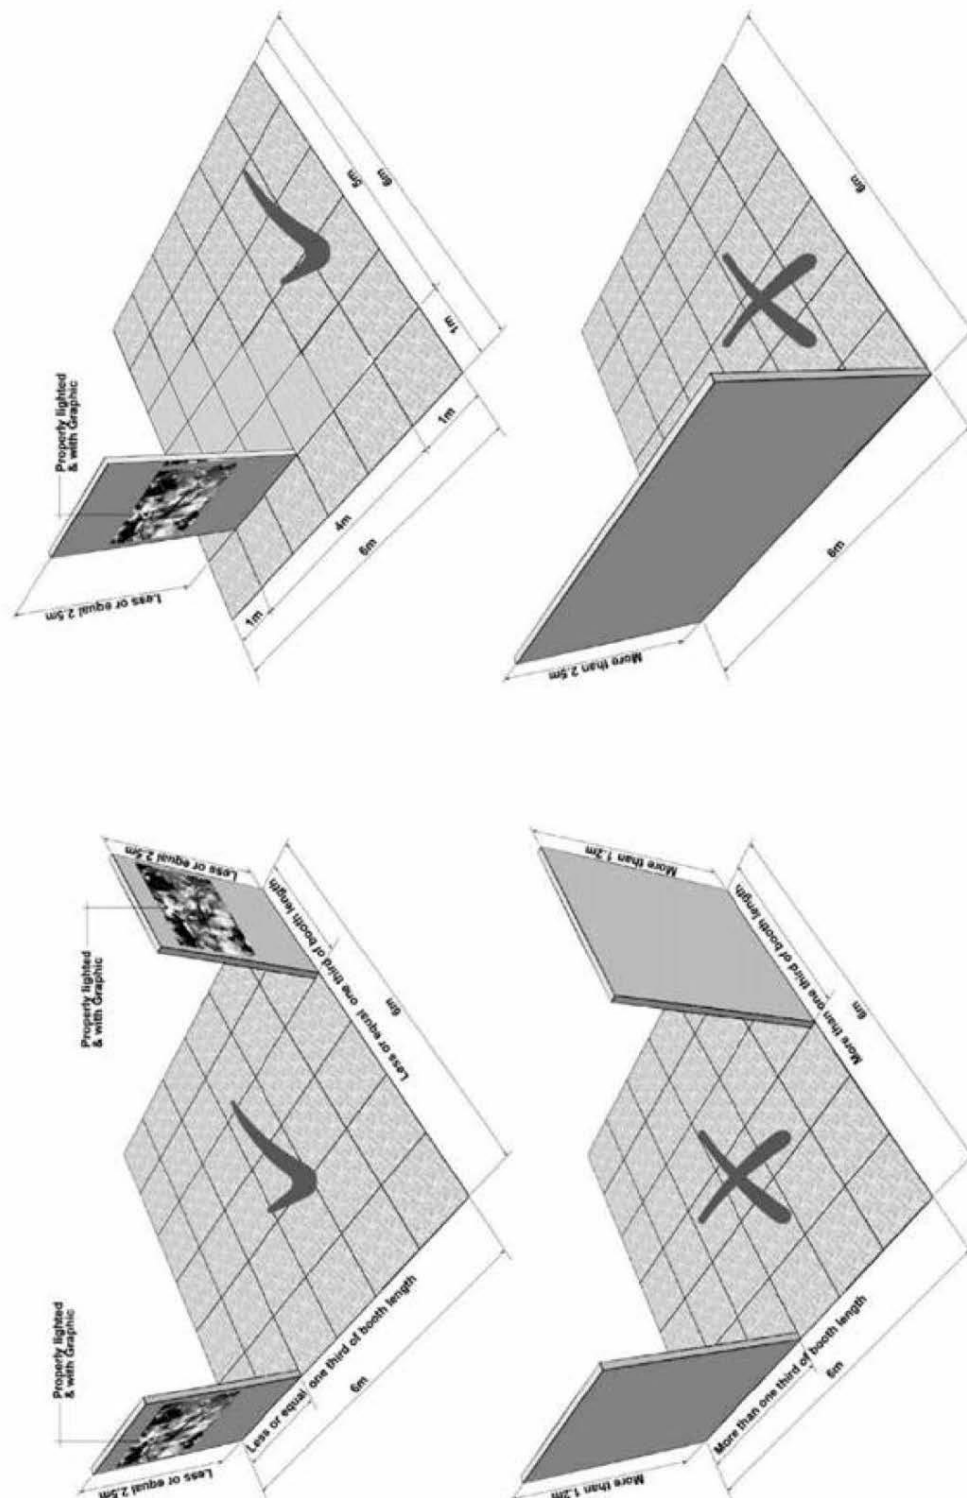 Properly lighted
& with Graphic
Less or equal 2.5m
1m
4m
6m
1m
1m
5m
6m
More than 2.5m
6m
6m
Properly lighted
& with Graphic
Less or equal 2.5m
Less or equal one third of booth length
6m
Properly lighted
& with Graphic
Less or equal 2.5m
Less or equal one third of booth length
6m
More than 1.2m
More than one third of booth length
6m
More than 1.2m
More than one third of booth length
6m